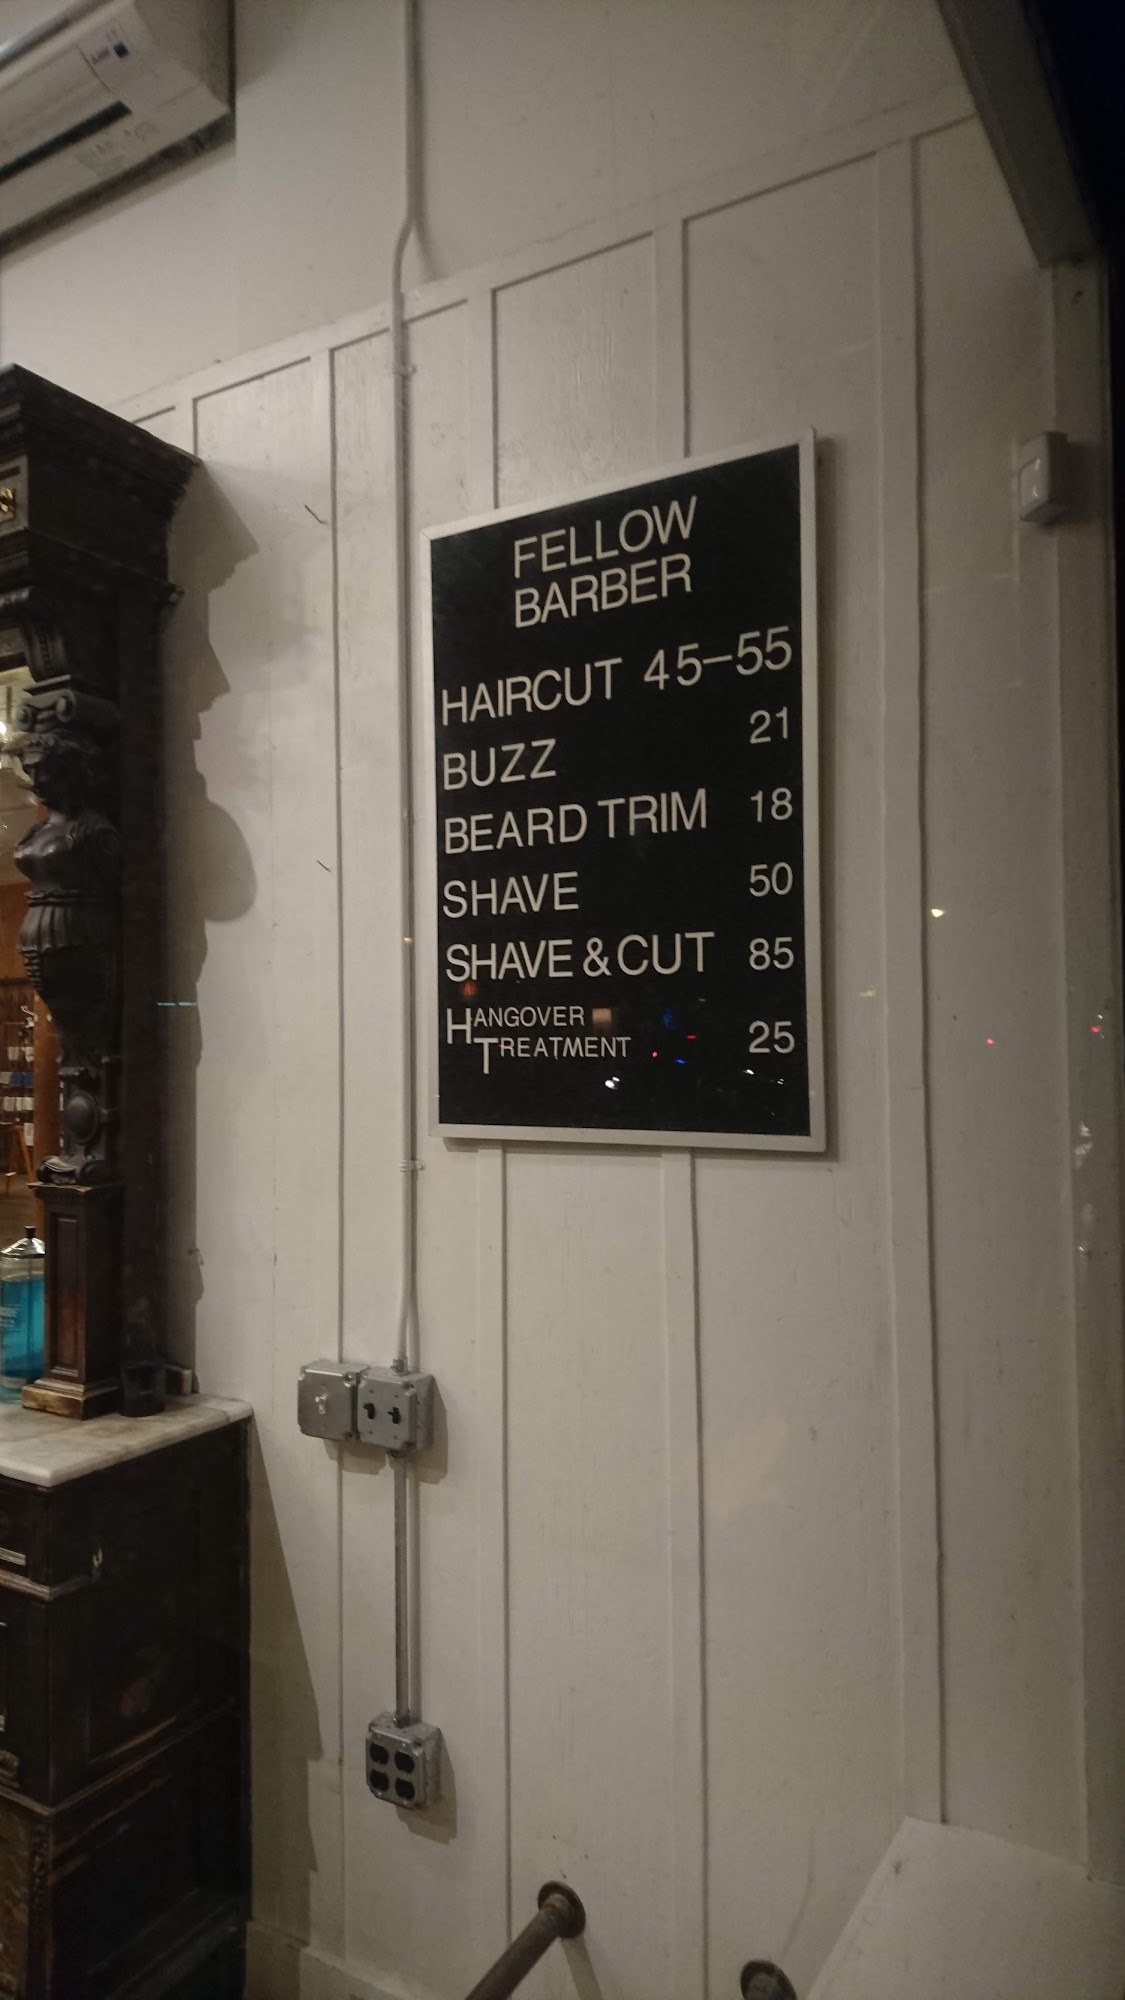 FELLOW
BARBER
HAIRCUT 45–55
BUZZ 21
BEARD TRIM 18
SHAVE 50
SHAVE & CUT 85
HANGOVER
TREATMENT 25